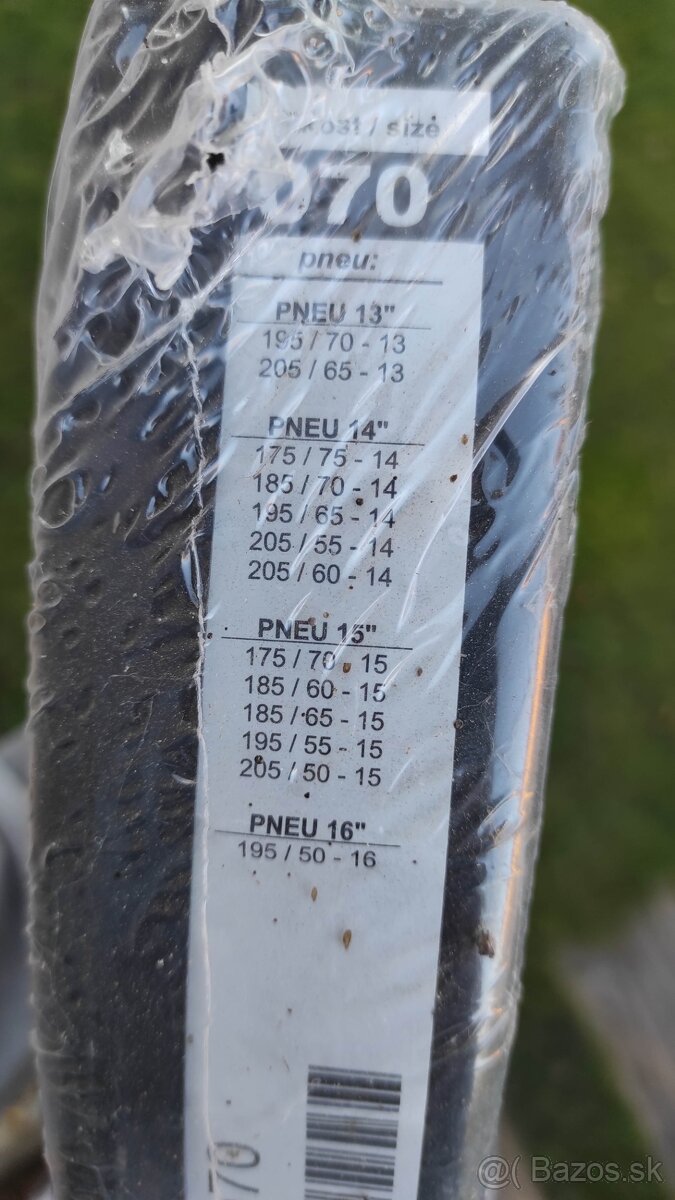 / size
070
pneu:
PNEU 13"
195 / 70 - 13
205 / 65 - 13
PNEU 14"
175 / 75 - 14
185 / 70 - 14
195 / 65 - 14
205 / 55 - 14
205 / 60 - 14
PNEU 15"
175 / 70 - 15
185 / 60 - 15
185 / 65 - 15
195 / 55 - 15
205 / 50 - 15
PNEU 16"
195 / 50 - 16
70
@( Bazos.sk